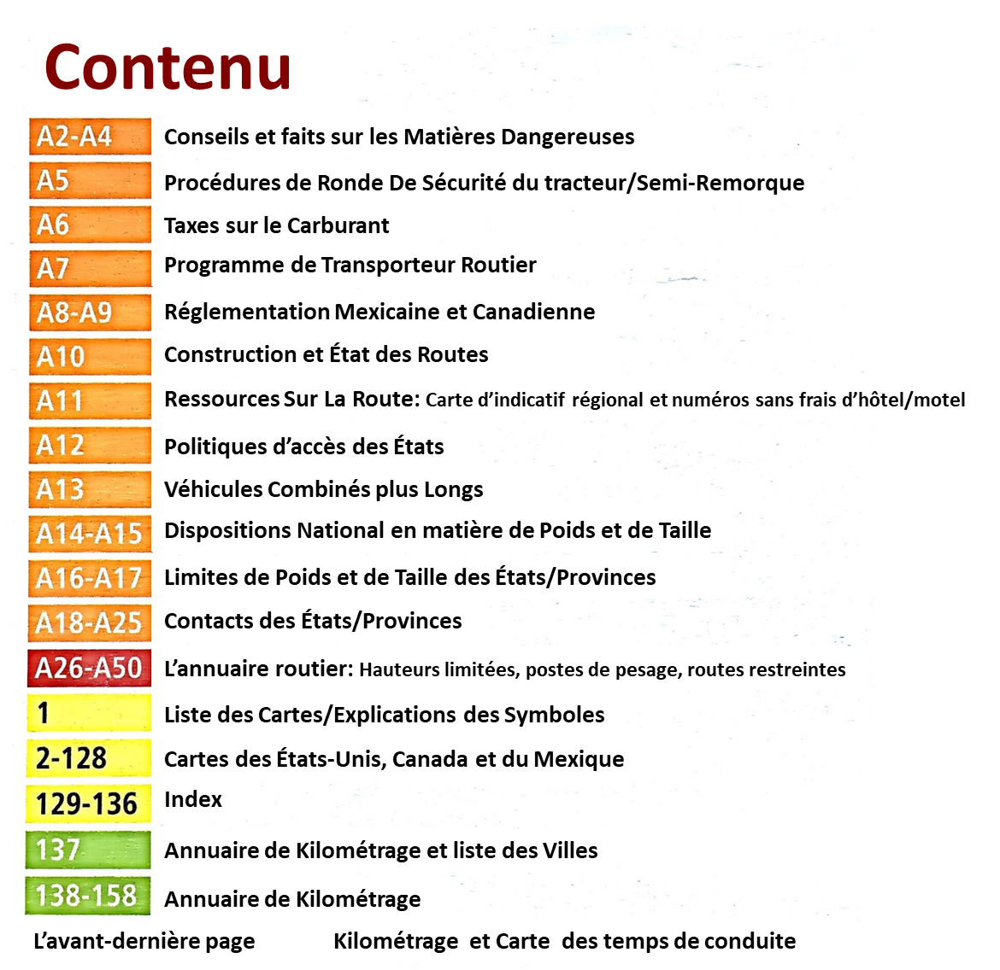 Contenu
A2-A4 Conseils et faits sur les Matières Dangereuses
A5 Procédures de Ronde De Sécurité du tracteur/Semi-Remorque
A6 Taxes sur le Carburant
A7 Programme de Transporteur Routier
A8-A9 Réglementation Mexicaine et Canadienne
A10 Construction et État des Routes
A11 Ressources Sur La Route: Carte d’indicatif régional et numéros sans frais d’hôtel/motel
A12 Politiques d’accès des États
A13 Véhicules Combinés plus Longs
A14-A15 Dispositions National en matière de Poids et de Taille
A16-A17 Limites de Poids et de Taille des États/Provinces
A18-A25 Contacts des États/Provinces
A26-A50 L’annuaire routier: Hauteurs limitées, postes de pesage, routes restreintes
1 Liste des Cartes/Explications des Symboles
2-128 Cartes des États-Unis, Canada et du Mexique
129-136 Index
137 Annuaire de Kilométrage et liste des Villes
138-158 Annuaire de Kilométrage
L’avant-dernière page Kilométrage et Carte des temps de conduite